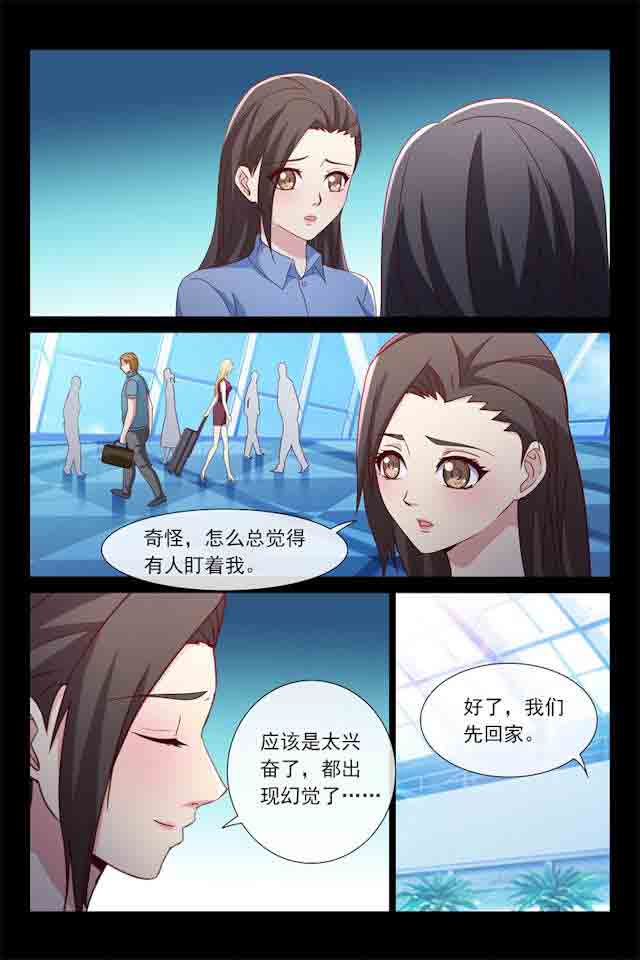 奇怪，怎么总觉得
有人盯着我。
应该是太兴
奋了，都出
现幻觉了……
好了，我们
先回家。